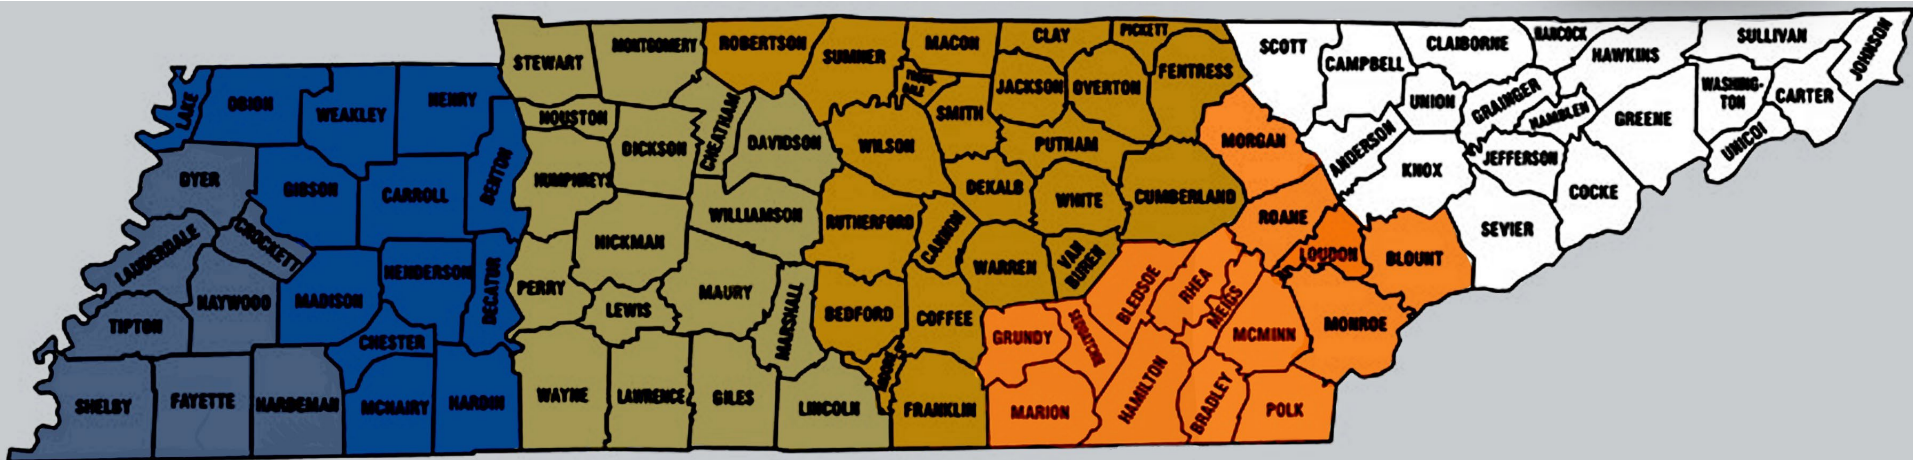 STEWART
MONTGOMERY
ROBERTSON
SUMNER
MACON
CLAY
PICKETT
SCOTT
CAMPBELL
CLAIBORNE
HANCOCK
HAWKINS
SULLIVAN
JOHNSON
LAKE
OBION
WEAKLEY
HENRY
HOUSTON
DICKSON
CHEATHAM
DAVIDSON
WILSON
SMITH
JACKSON
OVERTON
FENTRESS
MORGAN
ANDERSON
UNION
GRAINGER
HAMBLEN
GREENE
WASHING-
TON
CARTER
UNICOI
DYER
GIBSON
CARROLL
BENTON
HUMPHREYS
HICKMAN
WILLIAMSON
RUTHERFORD
CANNON
DEKALB
PUTNAM
WHITE
CUMBERLAND
ROANE
KNOX
JEFFERSON
COCKE
LAUDERDALE
CROCKETT
HAYWOOD
MADISON
HENDERSON
DECATUR
PERRY
LEWIS
MAURY
MARSHALL
BEDFORD
COFFEE
WARREN
VAN
BUREN
BLEDSOE
RHEA
MEIGS
LOUDON
BLOUNT
SEVIER
TIPTON
CHESTER
GRUNDY
SEQUATCHIE
MCMINN
MONROE
SHELBY
FAYETTE
HARDEMAN
MCNAIRY
HARDIN
WAYNE
LAWRENCE
GILES
LINCOLN
MOORE
FRANKLIN
MARION
HAMILTON
BRADLEY
POLK